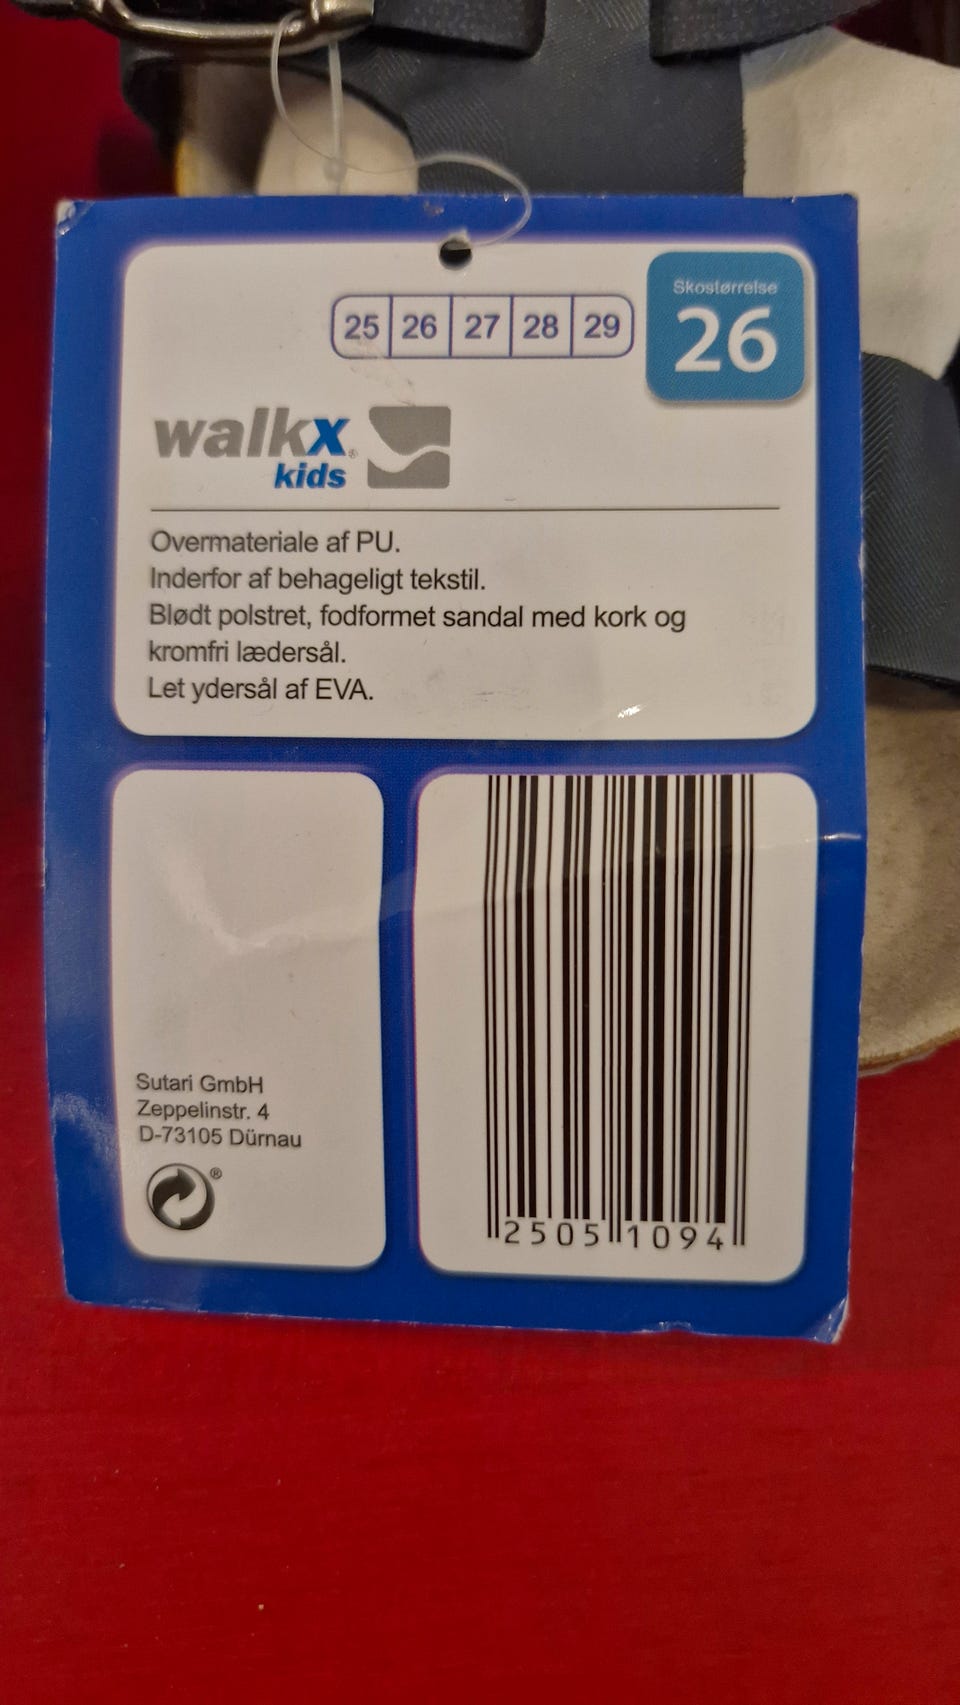 Skostørrelse
25 26 27 28 29
26
walkx®
kids
Overmateriale af PU.
Inderfor af behageligt tekstil.
Blødt polstret, fodformet sandal med kork og
kromfri lædersål.
Let ydersål af EVA.
Sutari GmbH
Zeppelinstr. 4
D-73105 Dürnau
®
2505 1094